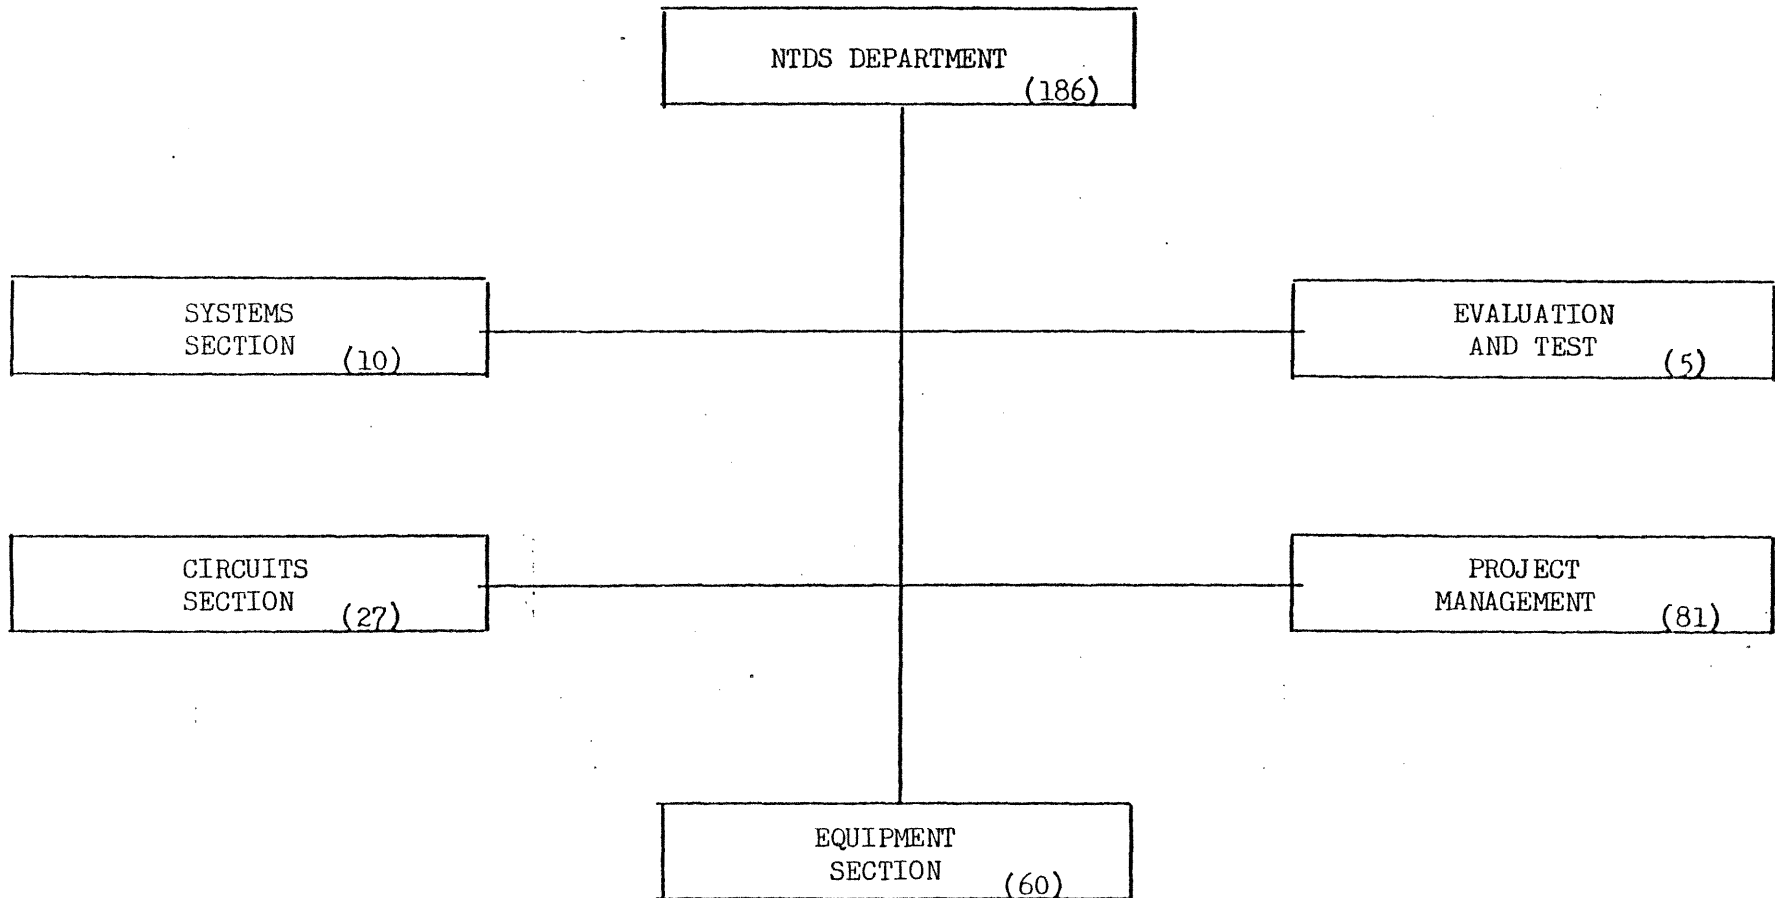 NTDS DEPARTMENT
(186)
SYSTEMS
SECTION (10)
EVALUATION
AND TEST (5)
CIRCUITS
SECTION (27)
PROJECT
MANAGEMENT (81)
EQUIPMENT
SECTION (60)